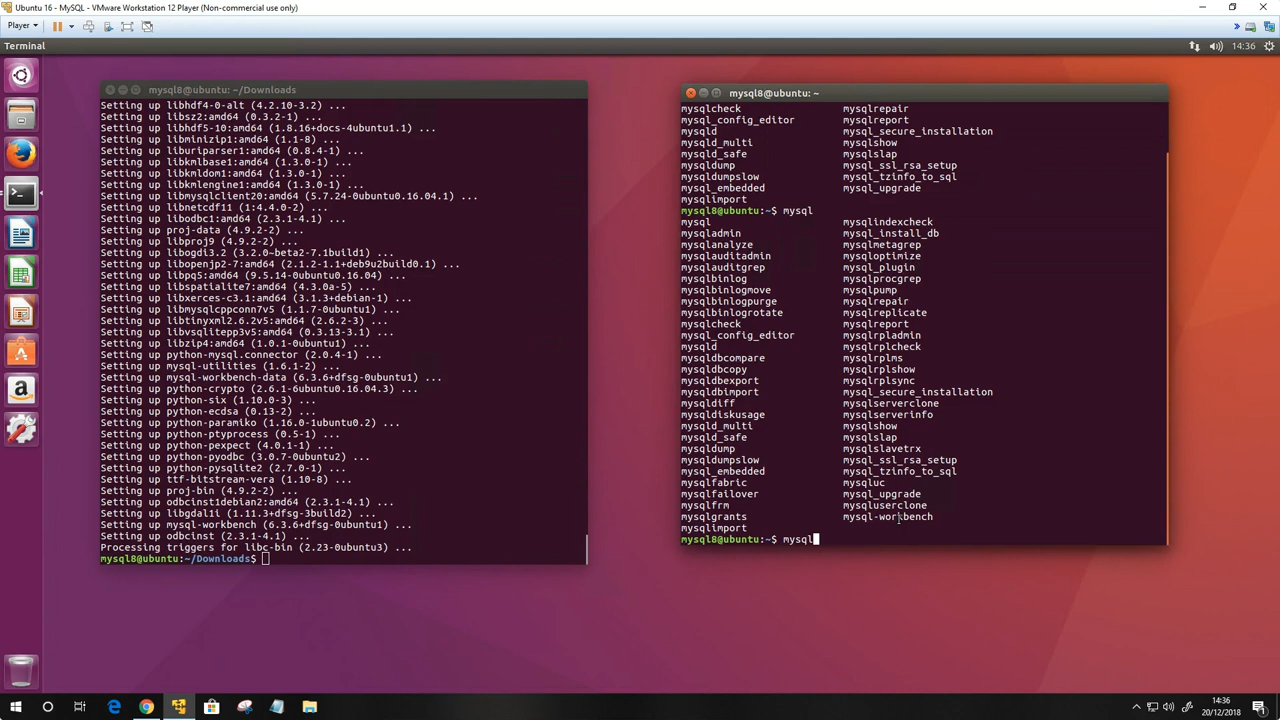 Ubuntu 16 - MySQL - VMware Workstation 12 Player (Non-commercial use only)
Player
Terminal
14:36
mysql8@ubuntu: ~/Downloads
Setting up libhdf4-0-alt (4.2.10-3.2) ...
Setting up libsz2:amd64 (0.3.2-1) ...
Setting up libhdf5-10:amd64 (1.8.16+docs-4ubuntu1.1) ...
Setting up libminizip1:amd64 (1.1-8) ...
Setting up liburiparser1:amd64 (0.8.4-1) ...
Setting up libkmlbase1:amd64 (1.3.0-1) ...
Setting up libkmldom1:amd64 (1.3.0-1) ...
Setting up libkmlengine1:amd64 (1.3.0-1) ...
Setting up libmysqlclient20:amd64 (5.7.24-0ubuntu0.16.04.1) ...
Setting up libnetcdf11 (1:4.4.0-2) ...
Setting up libodbc1:amd64 (2.3.1-4.1) ...
Setting up proj-data (4.9.2-2) ...
Setting up libproj9 (4.9.2-2) ...
Setting up libogdi3.2 (3.2.0~beta2-7.1build1) ...
Setting up libopenjp2-7:amd64 (2.1.2-1.1+deb9u2build0.1) ...
Setting up libpq5:amd64 (9.5.14-0ubuntu0.16.04) ...
Setting up libspatialite7:amd64 (4.3.0a-5) ...
Setting up libxerces-c3.1:amd64 (3.1.3+debian-1) ...
Setting up libmysqlcppconn7v5 (1.1.7-0ubuntu1) ...
Setting up libtinyxml2.6.2v5:amd64 (2.6.2-3) ...
Setting up libvsqlitepp3v5:amd64 (0.3.13-3.1) ...
Setting up libzip4:amd64 (1.0.1-0ubuntu1) ...
Setting up python-mysql.connector (2.0.4-1) ...
Setting up mysql-utilities (1.6.1-2) ...
Setting up mysql-workbench-data (6.3.6+dfsg-0ubuntu1) ...
Setting up python-crypto (2.6.1-6ubuntu0.16.04.3) ...
Setting up python-six (1.10.0-3) ...
Setting up python-ecdsa (0.13-2) ...
Setting up python-paramiko (1.16.0-1ubuntu0.2) ...
Setting up python-ptyprocess (0.5-1) ...
Setting up python-pexpect (4.0.1-1) ...
Setting up python-pyodbc (3.0.7-0ubuntu2) ...
Setting up python-pysqlite2 (2.7.0-1) ...
Setting up ttf-bitstream-vera (1.10-8) ...
Setting up proj-bin (4.9.2-2) ...
Setting up odbcinst1debian2:amd64 (2.3.1-4.1) ...
Setting up libgdal1i (1.11.3+dfsg-3build2) ...
Setting up mysql-workbench (6.3.6+dfsg-0ubuntu1) ...
Setting up odbcinst (2.3.1-4.1) ...
Processing triggers for libc-bin (2.23-0ubuntu3) ...
mysql8@ubuntu:~/Downloads$
mysql8@ubuntu: ~
mysqlcheck mysqlrepair
mysql_config_editor mysqlreport
mysqld mysql_secure_installation
mysqld_multi mysqlshow
mysqld_safe mysqlslap
mysqldump mysql_ssl_rsa_setup
mysqldumpslow mysql_tzinfo_to_sql
mysql_embedded mysql_upgrade
mysqlimport
mysql8@ubuntu:~$ mysql
mysql mysqlindexcheck
mysqladmin mysql_install_db
mysqlanalyze mysqlmetagrep
mysqlauditadmin mysqloptimize
mysqlauditgrep mysql_plugin
mysqlbinlog mysqlprocgrep
mysqlbinlogmove mysqlpump
mysqlbinlogpurge mysqlrepair
mysqlbinlogrotate mysqlreplicate
mysqlcheck mysqlreport
mysql_config_editor mysqlrpladmin
mysqld mysqlrplcheck
mysqldbcompare mysqlrplms
mysqldbcopy mysqlrplshow
mysqldbexport mysqlrplsync
mysqldbimport mysql_secure_installation
mysqldiff mysqlserverclone
mysqldiskusage mysqlserverinfo
mysqld_multi mysqlshow
mysqld_safe mysqlslap
mysqldump mysqlslavetrx
mysqldumpslow mysql_ssl_rsa_setup
mysql_embedded mysql_tzinfo_to_sql
mysqlfabric mysqluc
mysqlfailover mysql_upgrade
mysqlfrm mysqluserclone
mysqlgrants mysql-workbench
mysqlimport
mysql8@ubuntu:~$ mysql
14:36
20/12/2018